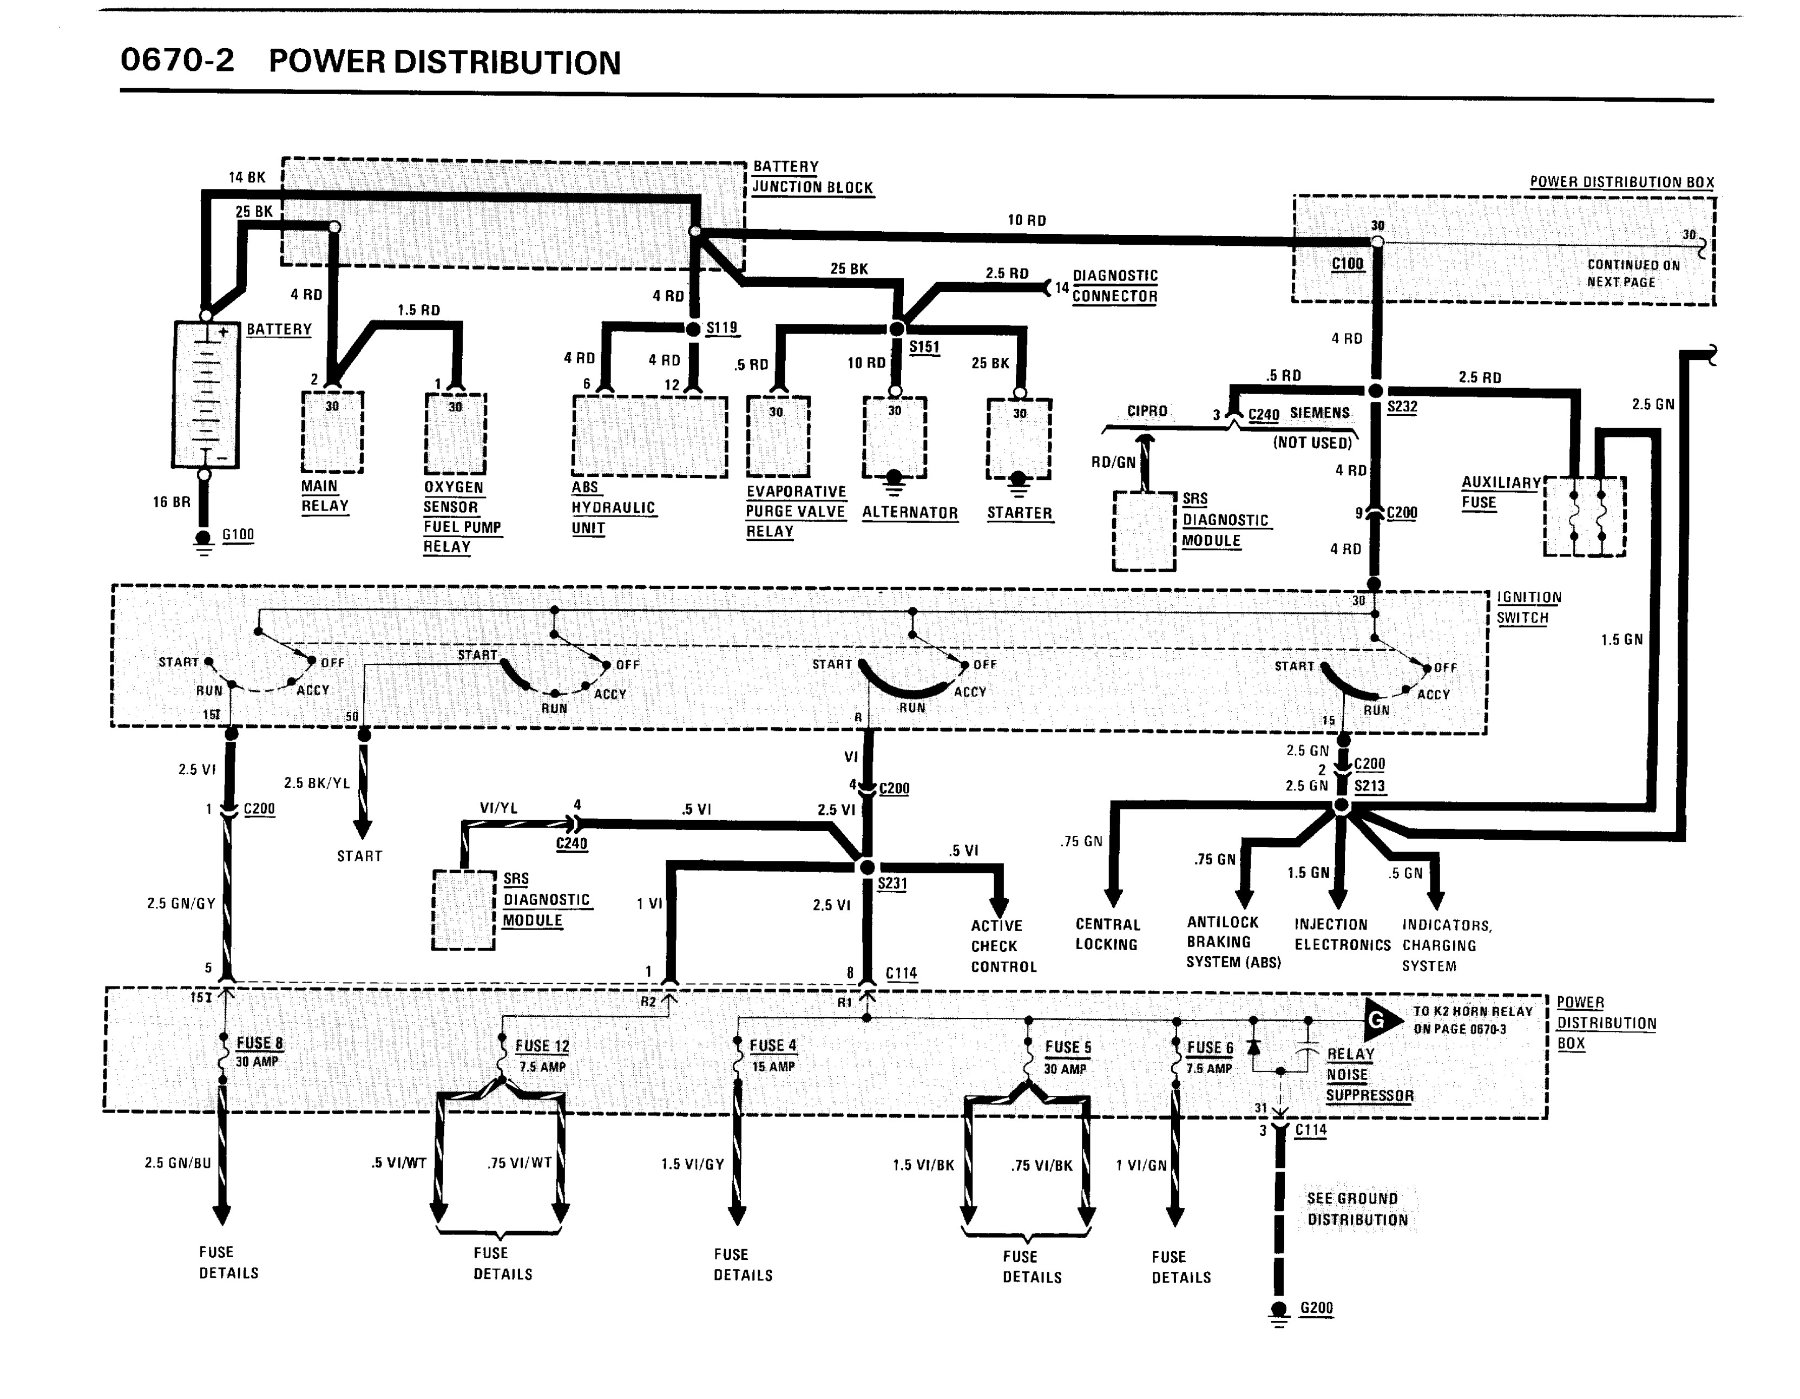 0670-2 POWER DISTRIBUTION
BATTERY
JUNCTION BLOCK
14 BK
25 BK
POWER DISTRIBUTION BOX
10 RD
30
30
C100
CONTINUED ON
NEXT PAGE
25 BK
2.5 RD
14
DIAGNOSTIC
CONNECTOR
4 RD
1.5 RD
4 RD
BATTERY
+
-
S119
S151
4 RD
4 RD
4 RD
.5 RD
10 RD
25 BK
.5 RD
2.5 RD
2.5 GN
S232
2
1
6
12
30
30
30
30
30
CIPRO
3
C240
SIEMENS
(NOT USED)
RD/GN
4 RD
16 BR
G100
MAIN
RELAY
OXYGEN
SENSOR
FUEL PUMP
RELAY
ABS
HYDRAULIC
UNIT
EVAPORATIVE
PURGE VALVE
RELAY
ALTERNATOR
STARTER
SRS
DIAGNOSTIC
MODULE
9
C200
4 RD
AUXILIARY
FUSE
30
IGNITION
SWITCH
1.5 GN
START
OFF
RUN
ACCY
15I
START
OFF
ACCY
RUN
50
START
OFF
ACCY
RUN
R
START
OFF
ACCY
RUN
15
2.5 VI
1
C200
2.5 BK/YL
START
VI
4
C200
2.5 VI
VI/YL
4
C240
.5 VI
SRS
DIAGNOSTIC
MODULE
S231
.5 VI
1 VI
2.5 VI
ACTIVE
CHECK
CONTROL
2.5 GN
2
C200
2.5 GN
S213
.75 GN
.75 GN
1.5 GN
.5 GN
CENTRAL
LOCKING
ANTILOCK
BRAKING
SYSTEM (ABS)
INJECTION
ELECTRONICS
INDICATORS,
CHARGING
SYSTEM
2.5 GN/GY
5
1
8
C114
15I
R2
R1
FUSE 8
30 AMP
FUSE 12
7.5 AMP
FUSE 4
15 AMP
FUSE 5
30 AMP
FUSE 6
7.5 AMP
G
TO K2 HORN RELAY
ON PAGE 0670-3
RELAY
NOISE
SUPPRESSOR
POWER
DISTRIBUTION
BOX
31
3
C114
2.5 GN/BU
.5 VI/WT
.75 VI/WT
1.5 VI/GY
1.5 VI/BK
.75 VI/BK
1 VI/GN
SEE GROUND
DISTRIBUTION
FUSE
DETAILS
FUSE
DETAILS
FUSE
DETAILS
FUSE
DETAILS
FUSE
DETAILS
G200